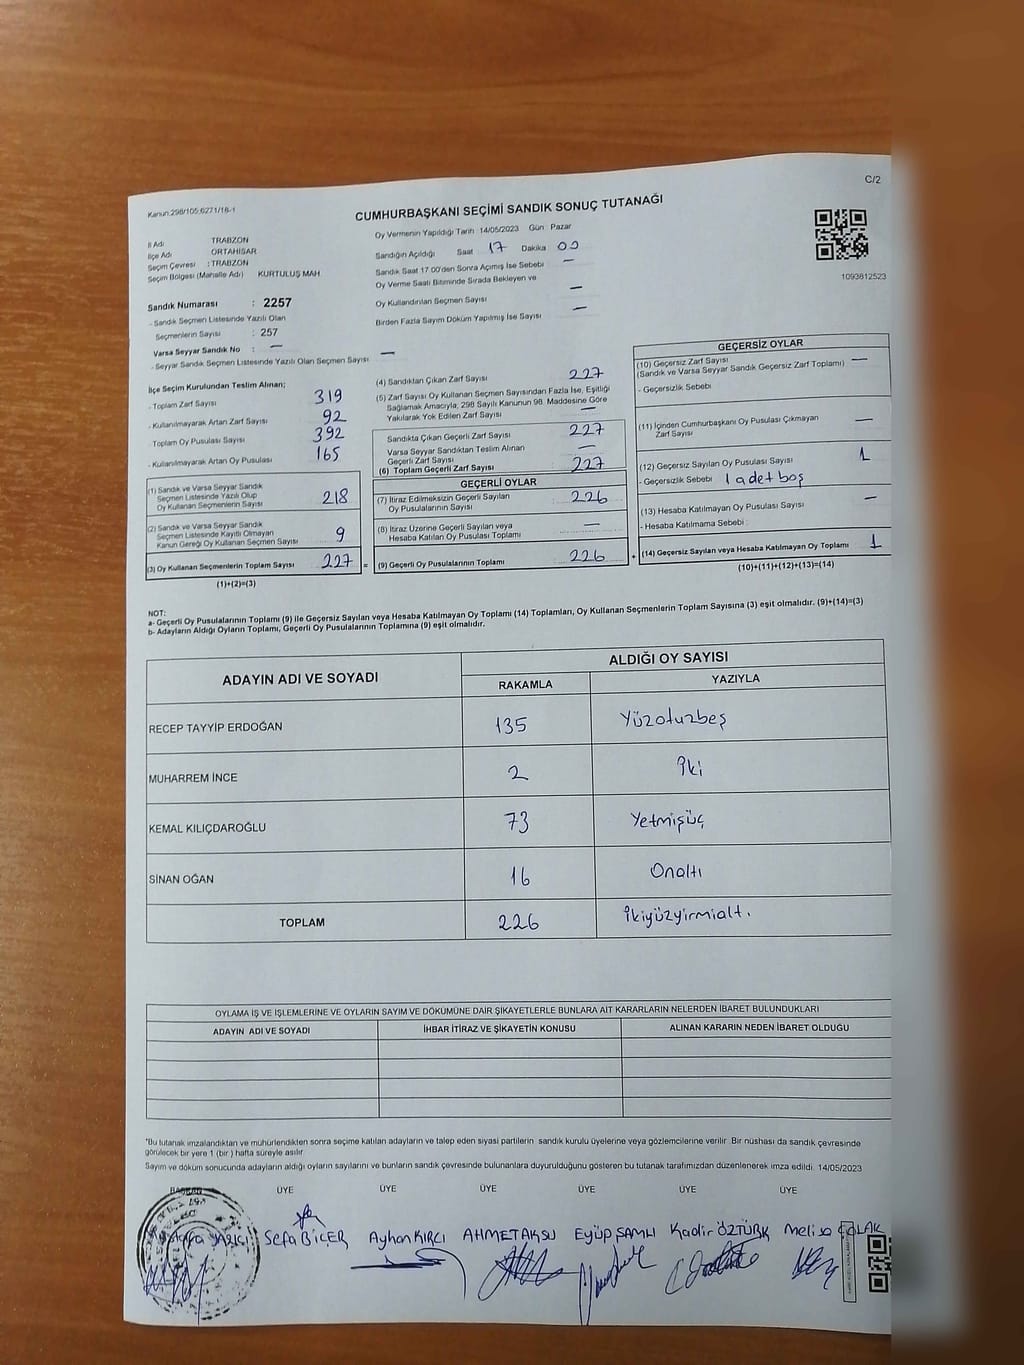 Kanun:298/105;6271/18-1
C/2
CUMHURBAŞKANI SEÇİMİ SANDIK SONUÇ TUTANAĞI
İl Adı TRABZON
İlçe Adı ORTAHİSAR
Seçim Çevresi : TRABZON
Seçim Bölgesi (Mahalle Adı) KURTULUŞ MAH
Sandık Numarası : 2257
- Sandık Seçmen Listesinde Yazılı Olan
Seçmenlerin Sayısı : 257
Varsa Seyyar Sandık No : —
- Seyyar Sandık Seçmen Listesinde Yazılı Olan Seçmen Sayısı —
Oy Vermenin Yapıldığı Tarih 14/05/2023 Gün Pazar
Sandığın Açıldığı Saat 17 Dakika 00
Sandık Saat 17.00'den Sonra Açımış İse Sebebi —
Oy Verme Saati Bitiminde Sırada Bekleyen ve
Oy Kullandırılan Seçmen Sayısı —
Birden Fazla Sayım Döküm Yapılmış İse Sayısı —
1093612523
İlçe Seçim Kurulundan Teslim Alınan;
- Toplam Zarf Sayısı 319
- Kullanılmayarak Artan Zarf Sayısı 92
- Toplam Oy Pusulası Sayısı 392
- Kullanılmayarak Artan Oy Pusulası 165
(1) Sandık ve Varsa Seyyar Sandık
Seçmen Listesinde Yazılı Olup
Oy Kullanan Seçmenlerin Sayısı 218
(2) Sandık ve Varsa Seyyar Sandık
Seçmen Listesinde Kayıtlı Olmayan
Kanun Gereği Oy Kullanan Seçmen Sayısı 9
(3) Oy Kullanan Seçmenlerin Toplam Sayısı 227 =
(1)+(2)=(3)
(4) Sandıktan Çıkan Zarf Sayısı 227
(5) Zarf Sayısı Oy Kullanan Seçmen Sayısından Fazla İse, Eşitliği
Sağlamak Amacıyla, 298 Sayılı Kanunun 98. Maddesine Göre
Yakılarak Yok Edilen Zarf Sayısı —
Sandıkta Çıkan Geçerli Zarf Sayısı 227
Varsa Seyyar Sandıktan Teslim Alınan
Geçerli Zarf Sayısı —
(6) Toplam Geçerli Zarf Sayısı 227
GEÇERLİ OYLAR
(7) İtiraz Edilmeksizin Geçerli Sayılan
Oy Pusulalarının Sayısı 226
(8) İtiraz Üzerine Geçerli Sayılan veya
Hesaba Katılan Oy Pusulası Toplamı —
(9) Geçerli Oy Pusulalarının Toplamı 226 +
GEÇERSİZ OYLAR
(10) Geçersiz Zarf Sayısı —
(Sandık ve Varsa Seyyar Sandık Geçersiz Zarf Toplamı)
- Geçersizlik Sebebi
(11) İçinden Cumhurbaşkanı Oy Pusulası Çıkmayan
Zarf Sayısı —
(12) Geçersiz Sayılan Oy Pusulası Sayısı 1
- Geçersizlik Sebebi 1 adet boş
(13) Hesaba Katılmayan Oy Pusulası Sayısı —
- Hesaba Katılmama Sebebi :
(14) Geçersiz Sayılan veya Hesaba Katılmayan Oy Toplamı 1
(10)+(11)+(12)+(13)=(14)
NOT:
a- Geçerli Oy Pusulalarının Toplamı (9) ile Geçersiz Sayılan veya Hesaba Katılmayan Oy Toplamı (14) Toplamları, Oy Kullanan Seçmenlerin Toplam Sayısına (3) eşit olmalıdır. (9)+(14)=(3)
b- Adayların Aldığı Oyların Toplamı, Geçerli Oy Pusulalarının Toplamına (9) eşit olmalıdır.
ADAYIN ADI VE SOYADI ALDIĞI OY SAYISI
RAKAMLA YAZIYLA
RECEP TAYYİP ERDOĞAN 135 Yüzotuzbeş
MUHARREM İNCE 2 İki
KEMAL KILIÇDAROĞLU 73 Yetmişüç
SİNAN OĞAN 16 Onaltı
TOPLAM 226 İkiyüzyirmialt.
OYLAMA İŞ VE İŞLEMLERİNE VE OYLARIN SAYIM VE DÖKÜMÜNE DAİR ŞİKAYETLERLE BUNLARA AİT KARARLARIN NELERDEN İBARET BULUNDUKLARI
ADAYIN ADI VE SOYADI İHBAR İTİRAZ VE ŞİKAYETİN KONUSU ALINAN KARARIN NEDEN İBARET OLDUĞU
*Bu tutanak imzalandıktan ve mühürlendikten sonra seçime katılan adayların ve talep eden siyasi partilerin sandık kurulu üyelerine veya gözlemcilerine verilir. Bir nüshası da sandık çevresinde
görülecek bir yere 1 (bir) hafta süreyle asılır.
Sayım ve döküm sonucunda adayların aldığı oyların sayılarını ve bunların sandık çevresinde bulunanlara duyurulduğunu gösteren bu tutanak tarafımızdan düzenlenerek imza edildi. 14/05/2023
BAŞKAN ÜYE ÜYE ÜYE ÜYE ÜYE ÜYE
YAZICI Sefa BİÇER Ayhan KIRCI AHMET AKSU Eyüp ŞAMLI Kadir ÖZTÜRK Melisa ÇOLAK